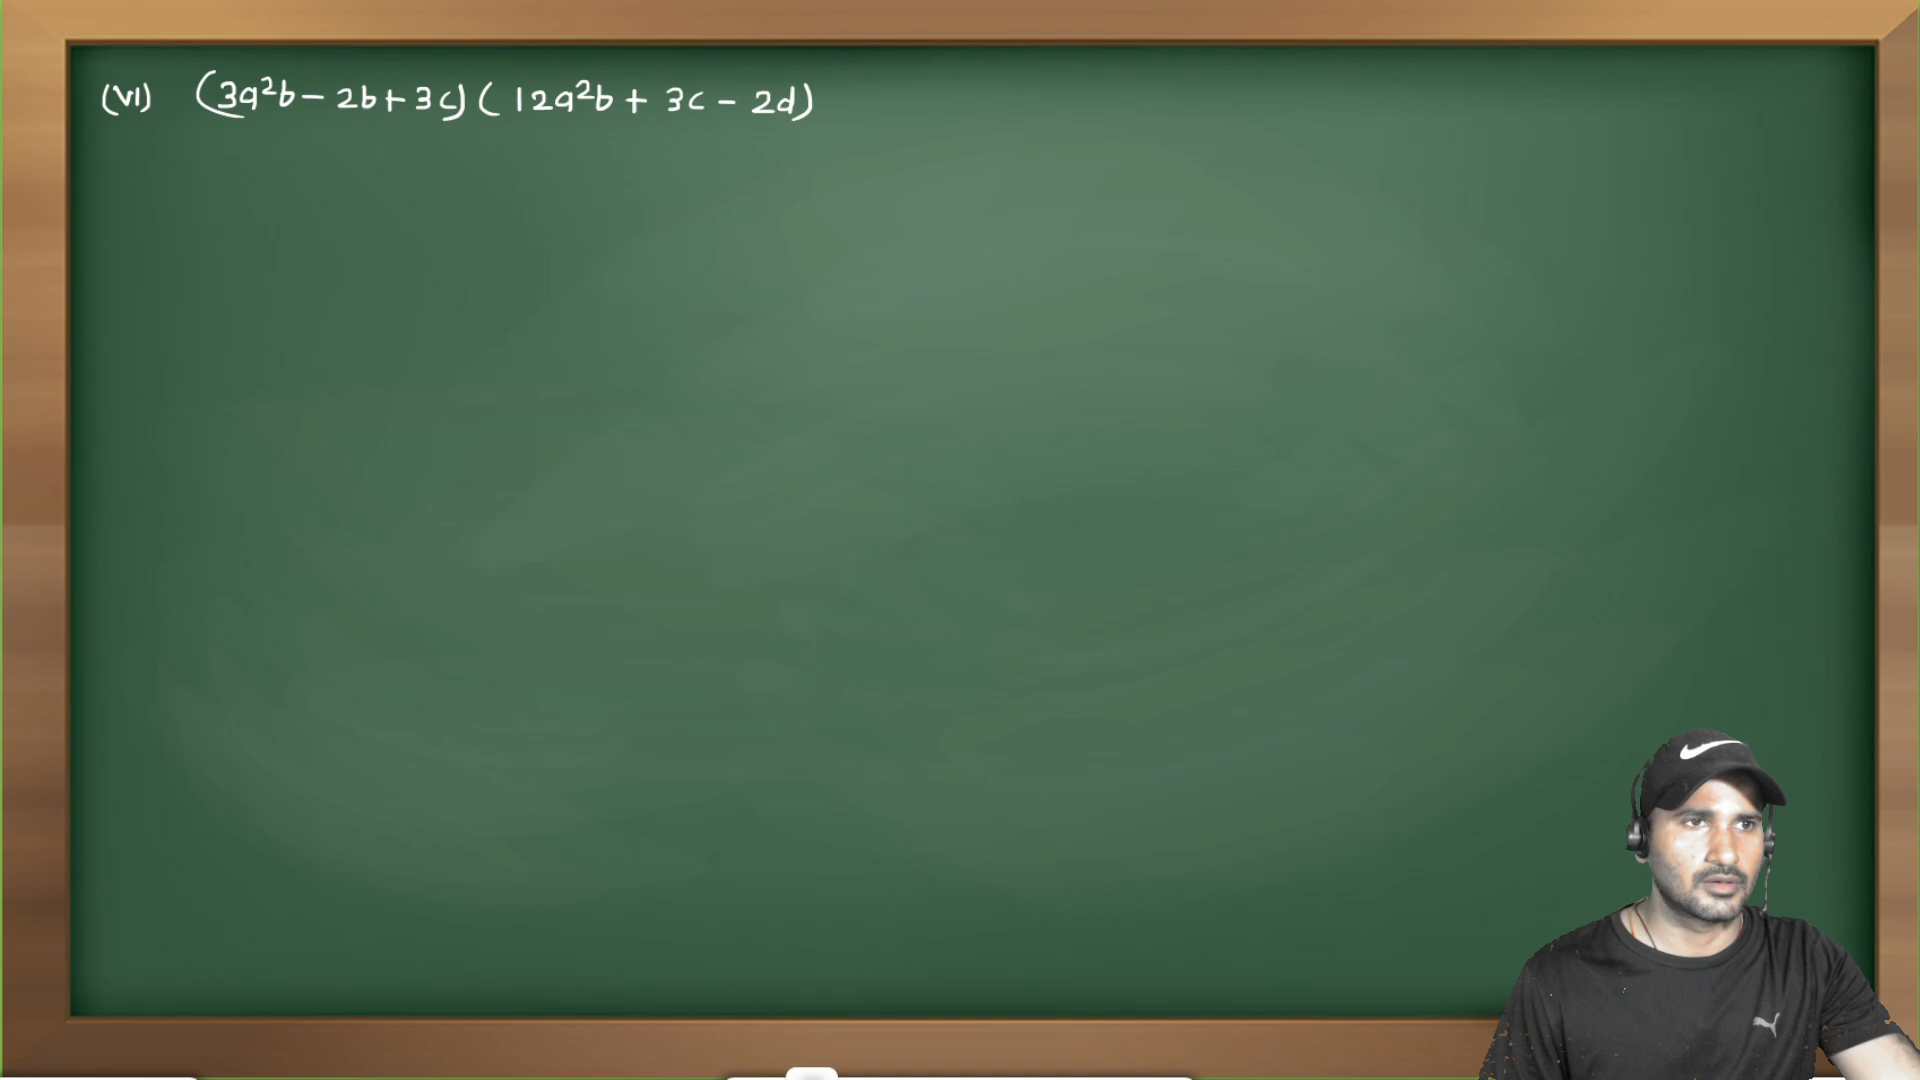 (VI) (3a²b - 2b + 3c) ( 12a²b + 3c - 2d)